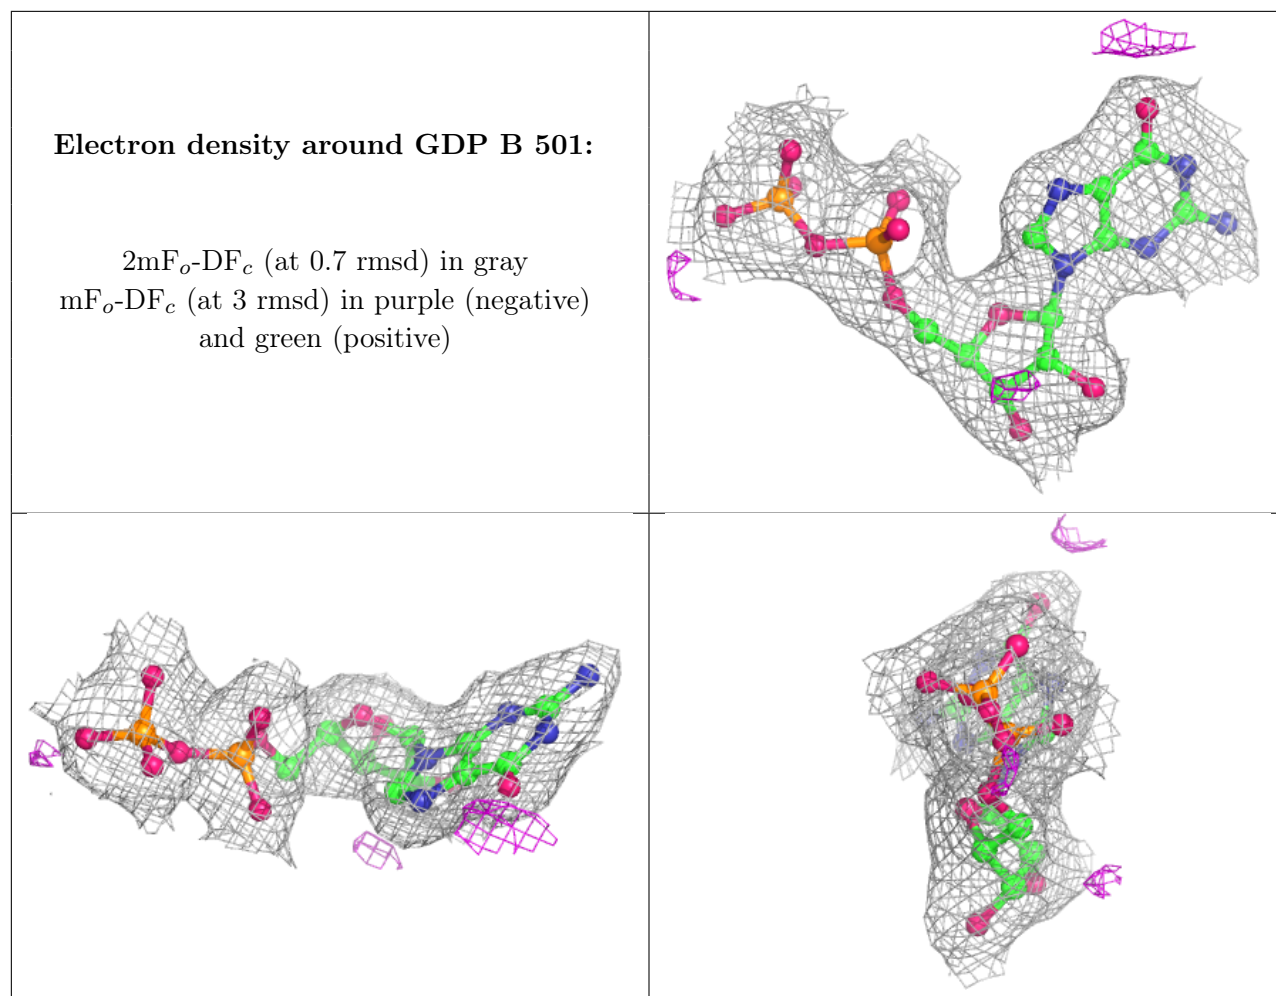 Electron density around GDP B 501:
2mFo-DFc (at 0.7 rmsd) in gray
mFo-DFc (at 3 rmsd) in purple (negative)
and green (positive)